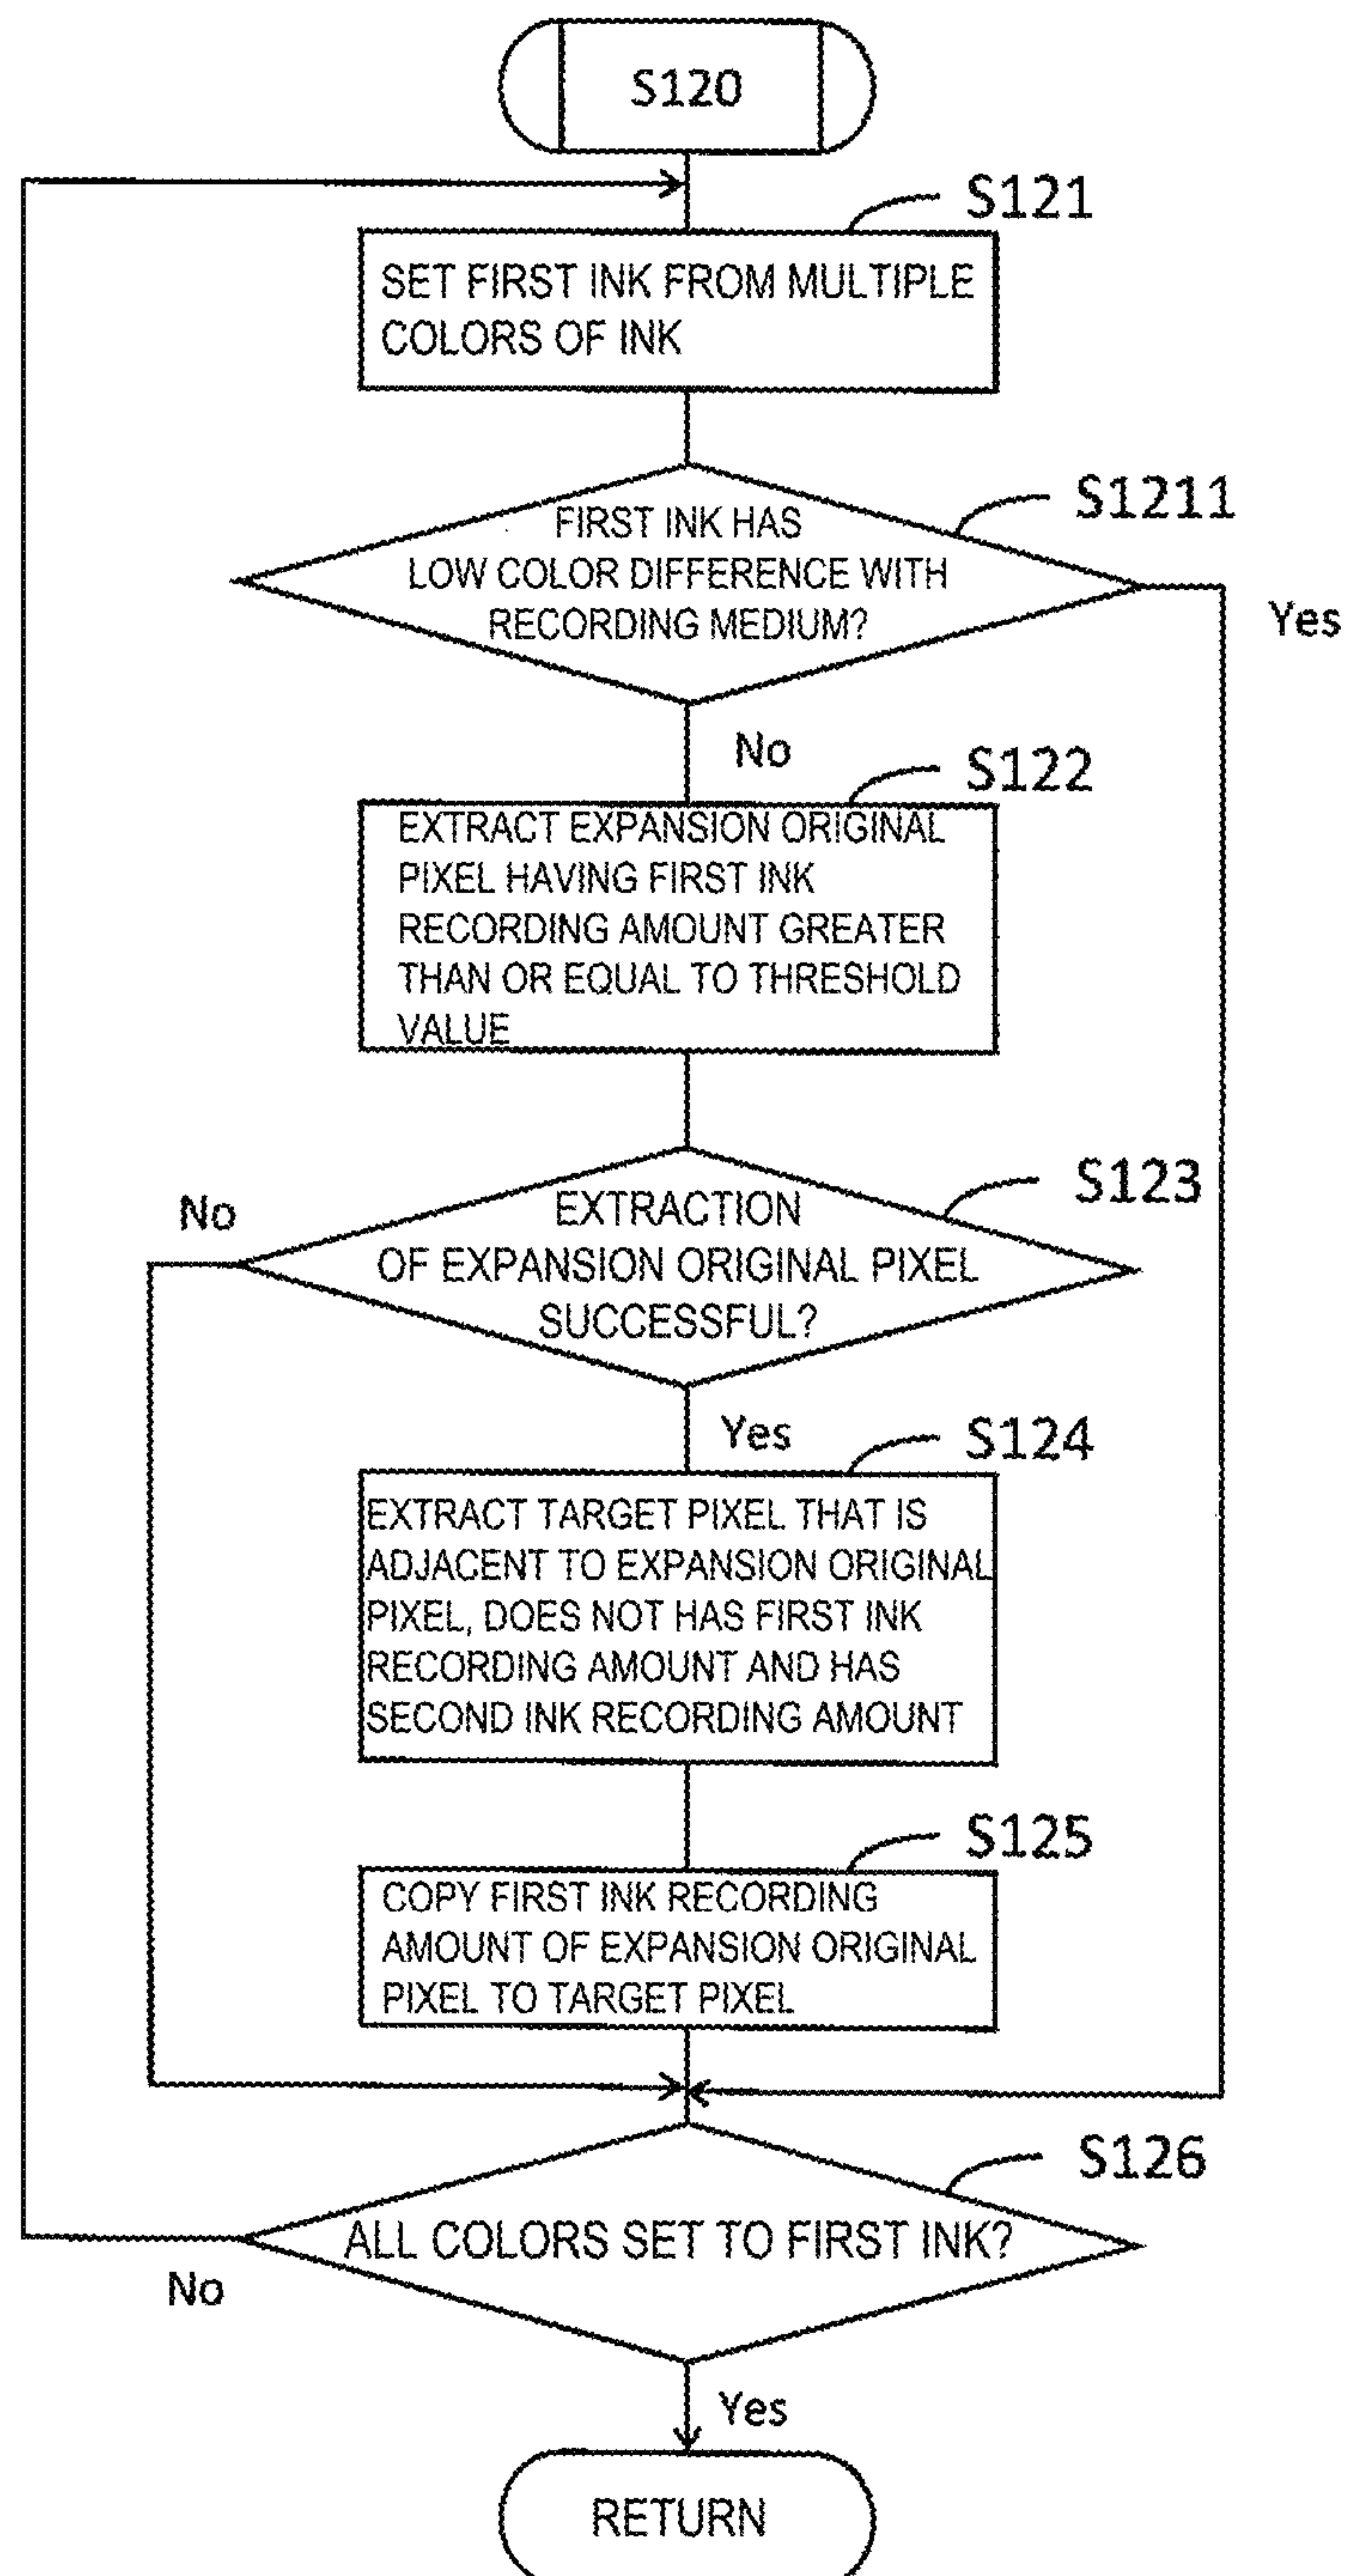 S120
S121
SET FIRST INK FROM MULTIPLE
COLORS OF INK
S1211
FIRST INK HAS
LOW COLOR DIFFERENCE WITH
RECORDING MEDIUM?
Yes
No
S122
EXTRACT EXPANSION ORIGINAL
PIXEL HAVING FIRST INK
RECORDING AMOUNT GREATER
THAN OR EQUAL TO THRESHOLD
VALUE
S123
No
EXTRACTION
OF EXPANSION ORIGINAL PIXEL
SUCCESSFUL?
Yes
S124
EXTRACT TARGET PIXEL THAT IS
ADJACENT TO EXPANSION ORIGINAL
PIXEL, DOES NOT HAS FIRST INK
RECORDING AMOUNT AND HAS
SECOND INK RECORDING AMOUNT
S125
COPY FIRST INK RECORDING
AMOUNT OF EXPANSION ORIGINAL
PIXEL TO TARGET PIXEL
S126
ALL COLORS SET TO FIRST INK?
No
Yes
RETURN